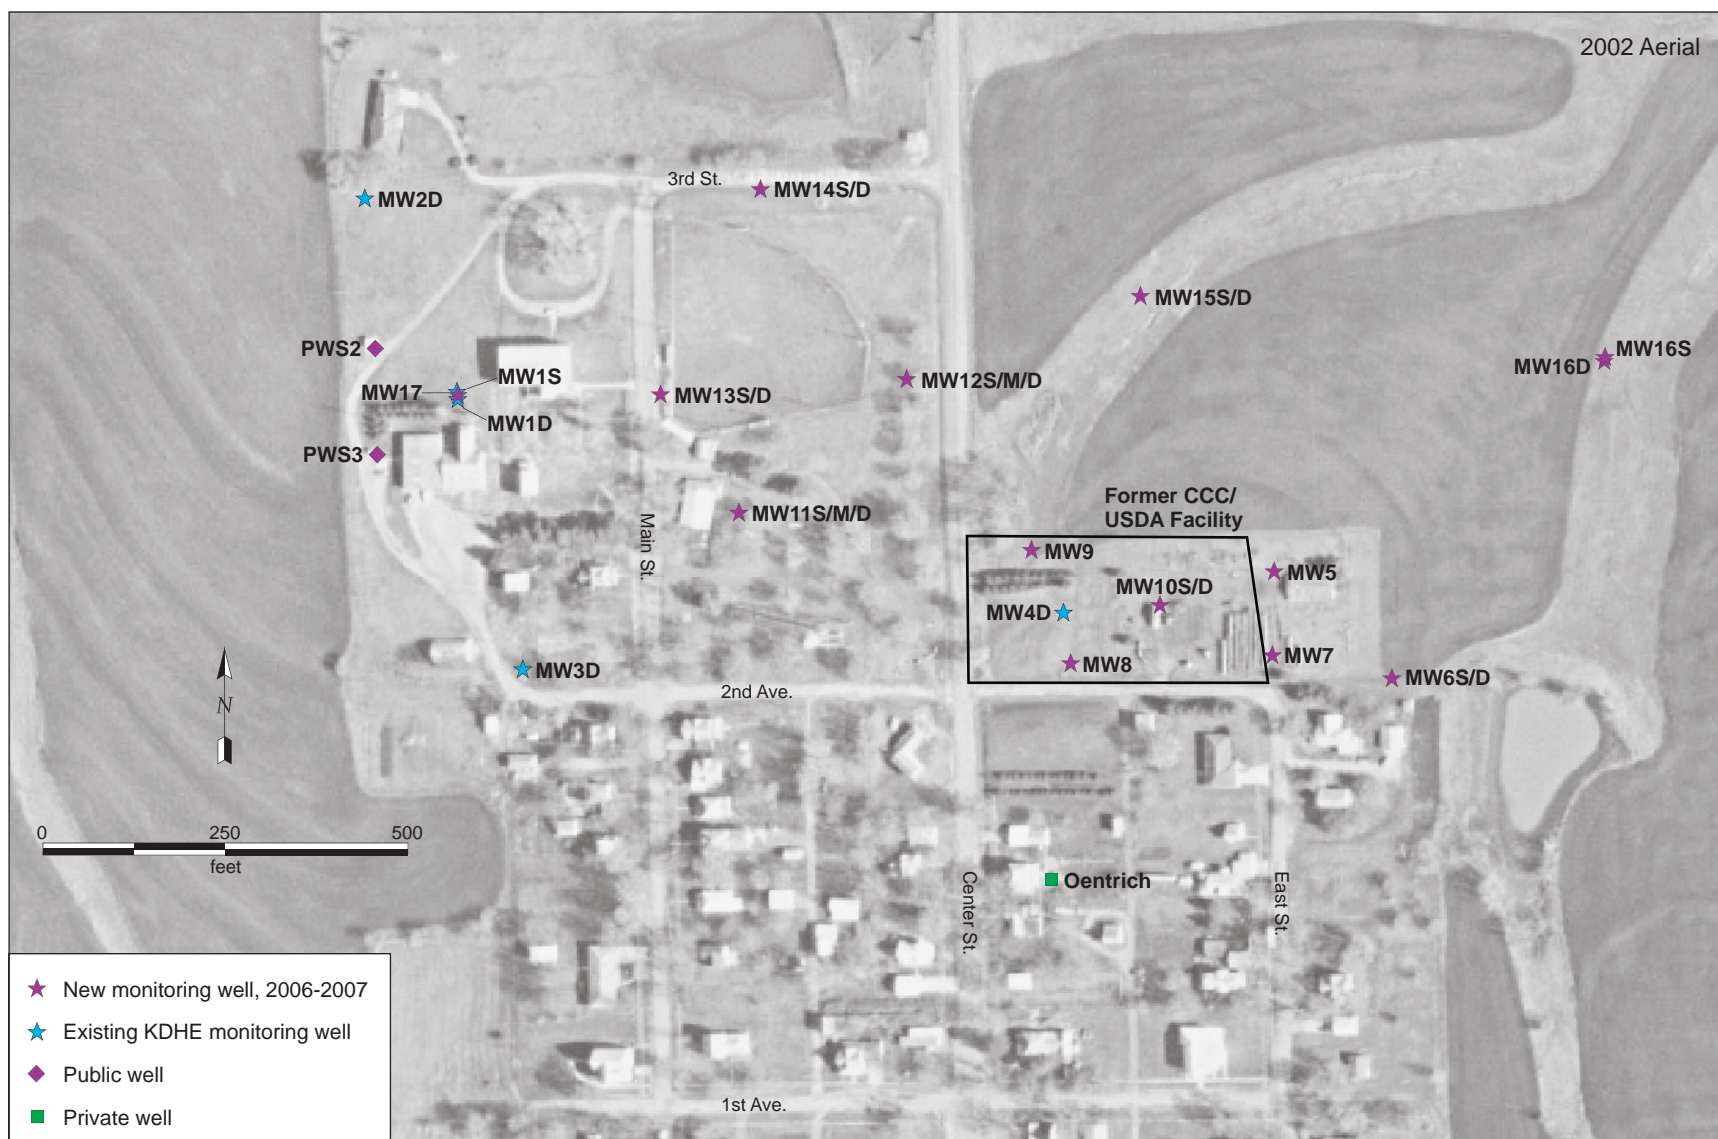 2002 Aerial
3rd St.
MW14S/D
MW2D
MW15S/D
PWS2
MW16S
MW16D
MW1S
MW17
MW12S/M/D
MW13S/D
MW1D
PWS3
Former CCC/
USDA Facility
MW11S/M/D
Main St.
MW9
MW5
MW10S/D
MW4D
MW3D
MW8
MW7
MW6S/D
2nd Ave.
N
0 250 500
feet
Center St.
Oentrich
East St.
New monitoring well, 2006-2007
Existing KDHE monitoring well
Public well
Private well
1st Ave.